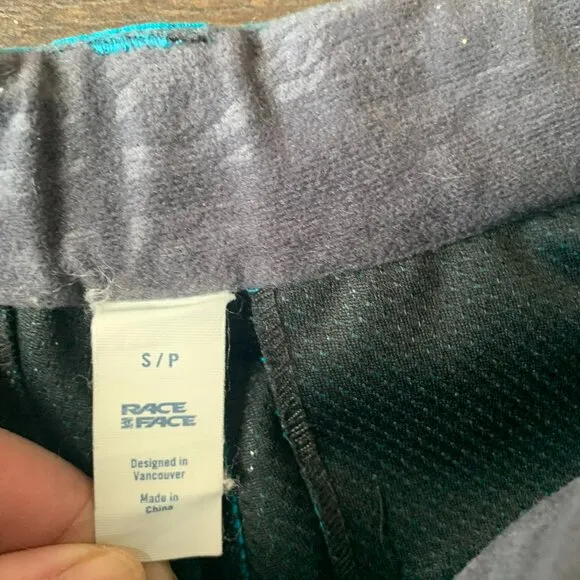 S / P
RACE
FACE
Designed in
Vancouver
Made in
China